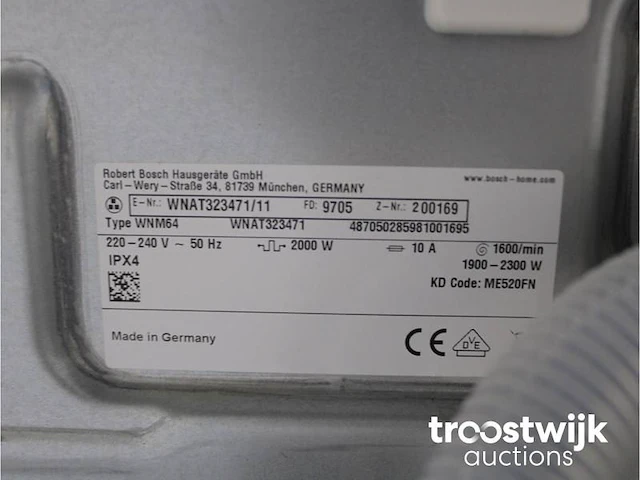 Robert Bosch Hausgeräte GmbH
Carl-Wery-Straße 34, 81739 München, GERMANY
www.bosch-home.com
E-Nr.: WNAT323471/11 FD: 9705 Z-Nr.: 200169
Type WNM64 WNAT323471 487050285981001695
220-240 V ~ 50 Hz 2000 W 10 A 1600/min
IPX4 1900-2300 W
KD Code: ME520FN
Made in Germany
CE DVE
troostwijk
auctions